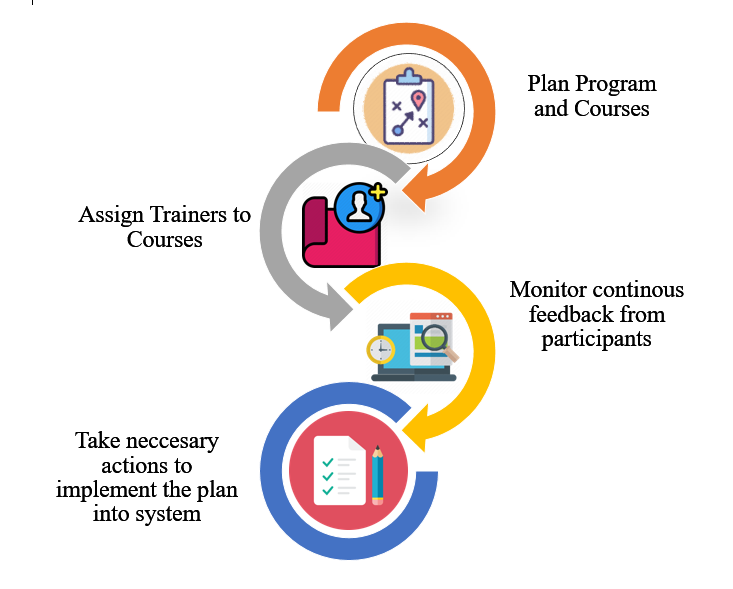 Plan Program
and Courses
Assign Trainers to
Courses
Monitor continous
feedback from
participants
Take neccesary
actions to
implement the plan
into system